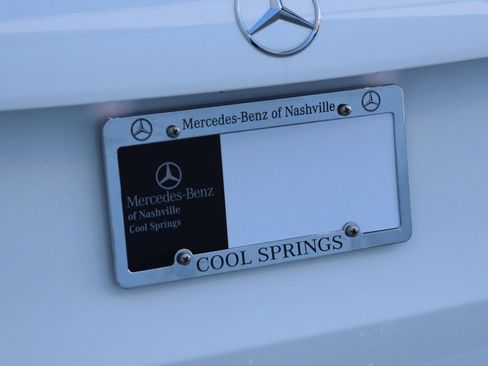 Mercedes-Benz of Nashville
Mercedes-Benz
of Nashville
Cool Springs
COOL SPRINGS